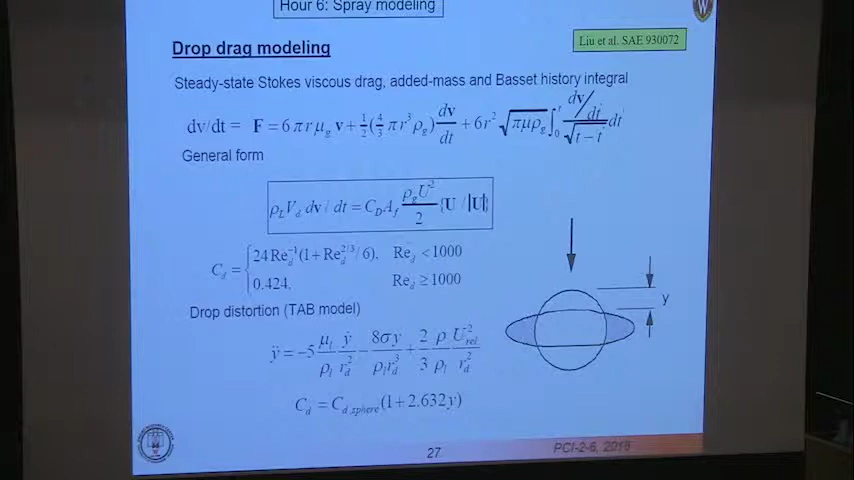 Hour 6: Spray modeling
Drop drag modeling
Liu et al. SAE 930072
Steady-state Stokes viscous drag, added-mass and Basset history integral
dv/dt = F = 6πrμ_g v + ½(4/3 πr³ρ_g) dv/dt + 6r² √(πμρ_g) ∫₀ᵗ (dv/dt')/√(t − t') dt'
General form
ρ_L V_d dv / dt = C_D A_f ρ_g U²/2 {U / |U|}
C_d = { 24 Re_d⁻¹(1 + Re_d^2/3 / 6), Re_d < 1000
0.424, Re_d ≥ 1000
Drop distortion (TAB model)
y
ÿ = −5 μ_l/ρ_l ẏ/r_d² − 8σy/ρ_l r_d³ + 2/3 ρ/ρ_l U_rel²/r_d²
C_d = C_d,sphere (1 + 2.632y)
27
PCI-2-6, 2018